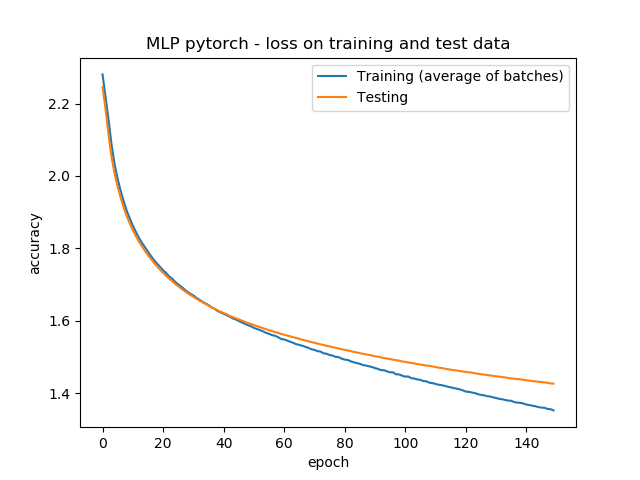 MLP pytorch - loss on training and test data
Training (average of batches)
Testing
2.2
2.0
1.8
1.6
1.4
accuracy
0 20 40 60 80 100 120 140
epoch